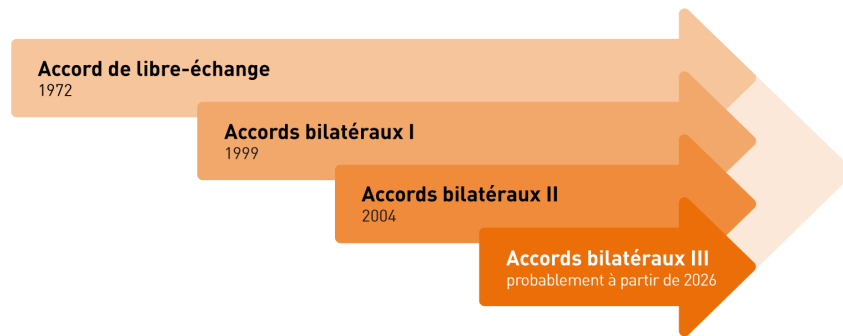 Accord de libre-échange
1972
Accords bilatéraux I
1999
Accords bilatéraux II
2004
Accords bilatéraux III
probablement à partir de 2026